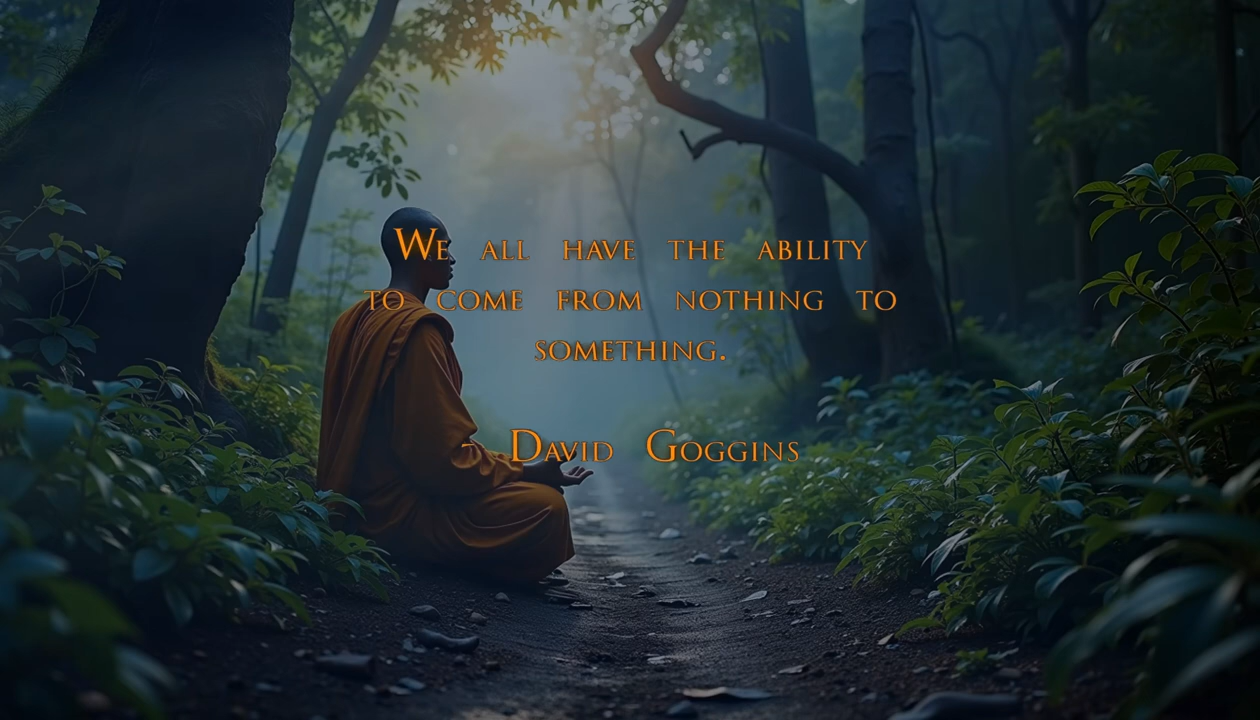 We all have the ability
to come from nothing to
something.
- David Goggins